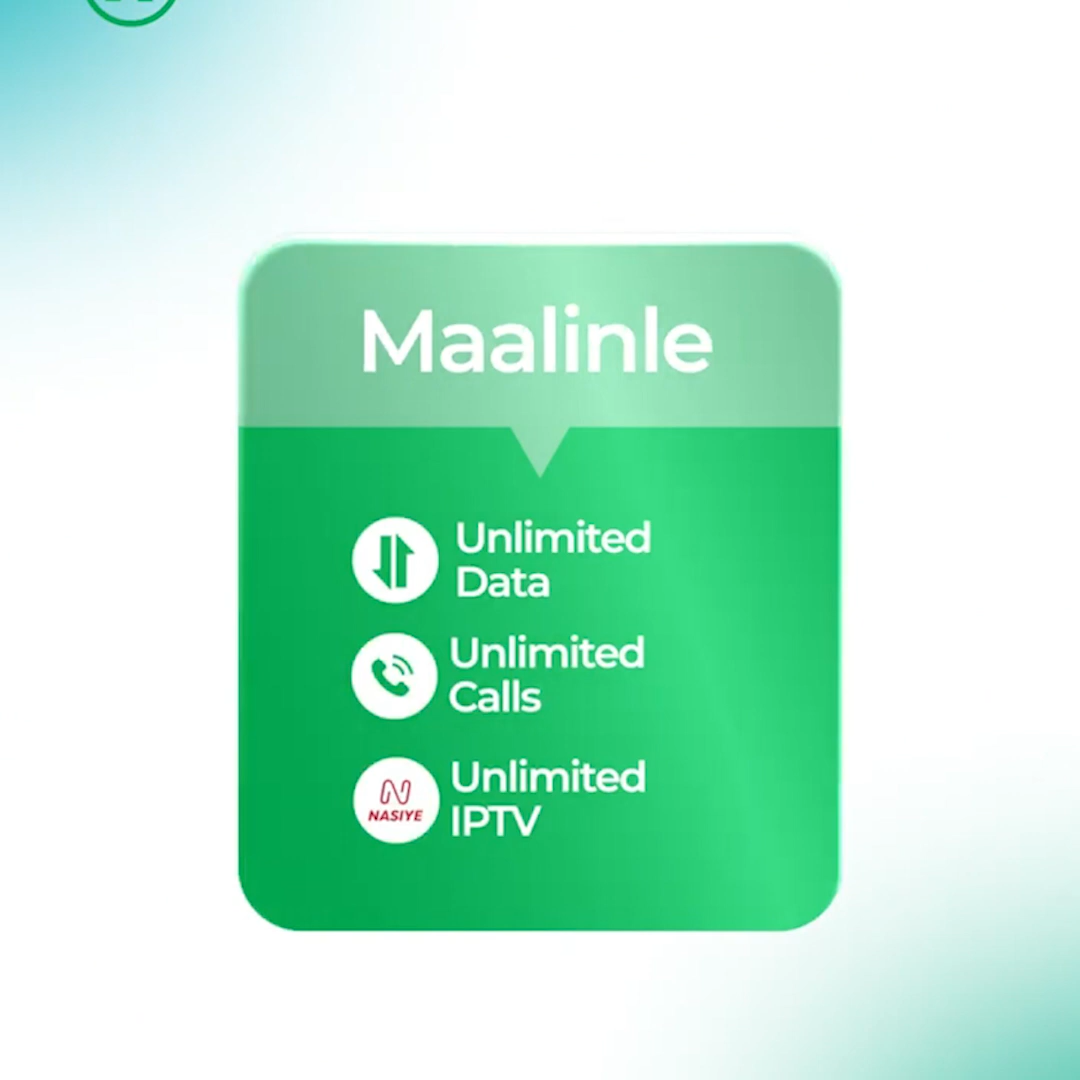 Maalinle
Unlimited
Data
Unlimited
Calls
Unlimited
IPTV
NASIYE